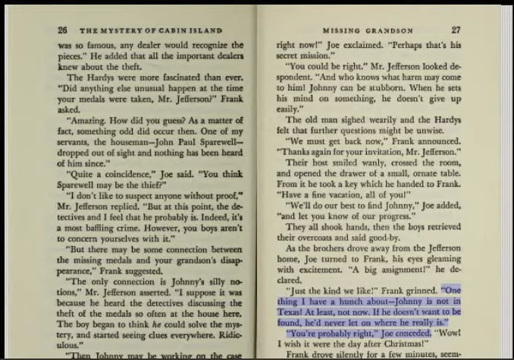 26 THE MYSTERY OF CABIN ISLAND
was so famous, any dealer would recognize the
pieces." He added that all the important dealers
knew about the theft.
The Hardys were more fascinated than ever.
"Did anything else unusual happen at the time
your medals were taken, Mr. Jefferson?" Frank
asked.
"Amazing. How did you guess? As a matter of
fact, something odd did occur then. One of my
servants, the houseman—John Paul Sparewell—
dropped out of sight and nothing has been heard
of him since."
"Quite a coincidence," Joe said. "You think
Sparewell may be the thief?"
"I don't like to suspect anyone without proof,"
Mr. Jefferson replied. "But at this point, the de-
tectives and I feel that he probably is. Indeed, it's
a most baffling crime. However, you boys aren't
to concern yourselves with it."
"But there may be some connection between
the missing medals and your grandson's disap-
pearance," Frank suggested.
"The only connection is Johnny's silly no-
tions," Mr. Jefferson asserted. "I suppose it was
because he heard the detectives discussing the
theft of the medals so often at the house here.
The boy began to think he could solve the mys-
tery, and started seeing clues everywhere. Ridic-
ulous."
"Then Johnny may be working on the case
MISSING GRANDSON 27
right now!" Joe exclaimed. "Perhaps that's his
secret mission."
"You could be right." Mr. Jefferson looked de-
spondent. "And who knows what harm may come
to him! Johnny can be stubborn. When he sets
his mind on something, he doesn't give up
easily."
The old man sighed wearily and the Hardys
felt that further questions might be unwise.
"We must get back now," Frank announced.
"Thanks again for your invitation, Mr. Jefferson."
Their host smiled wanly, crossed the room,
and opened the drawer of a small, ornate table.
From it he took a key which he handed to Frank.
"Have a fine vacation, all of you!"
"We'll do our best to find Johnny," Joe added,
"and let you know of our progress."
They all shook hands, then the boys retrieved
their overcoats and said good-by.
As the brothers drove away from the Jefferson
home, Joe turned to Frank, his eyes gleaming
with excitement. "A big assignment!" he de-
clared.
"Just the kind we like!" Frank grinned. "One
thing I have a hunch about—Johnny is not in
Texas! At least, not now. If he doesn't want to
be found, he'd never let on where he really is."
"You're probably right," Joe conceded. "Wow!
I wish it were the day after Christmas!"
Frank drove silently for a few minutes, seem-